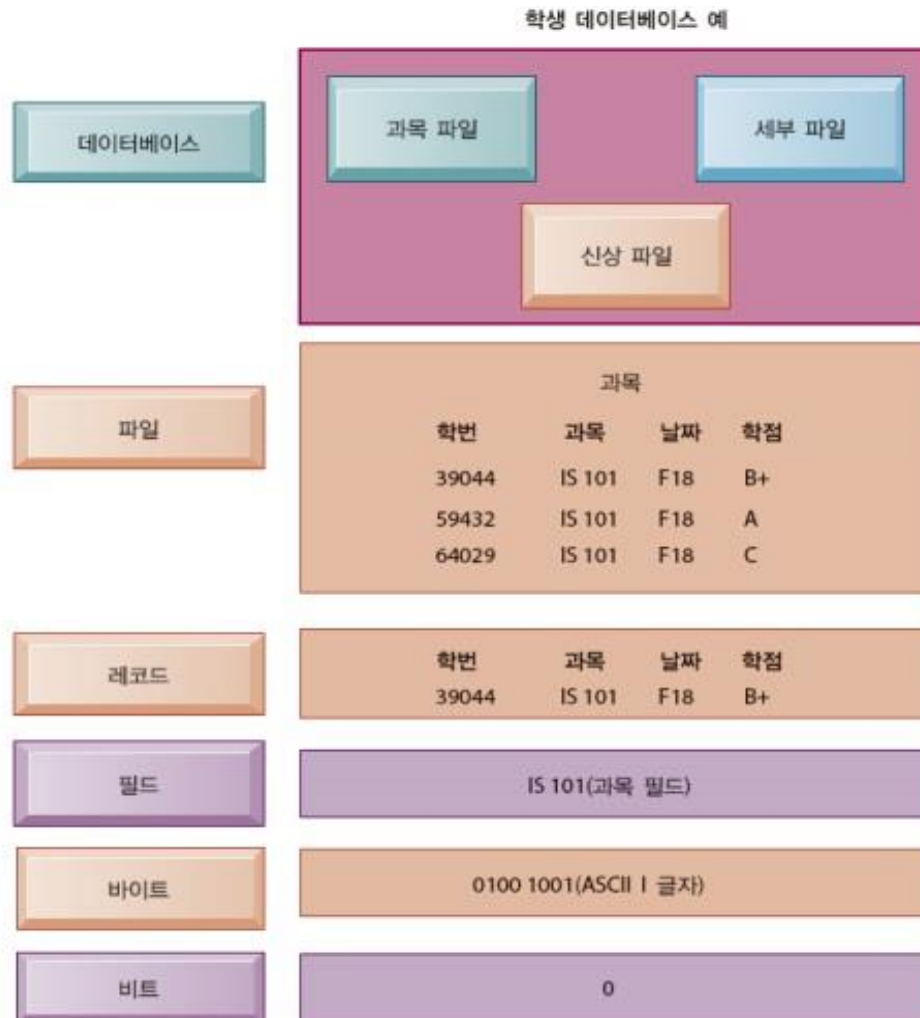 학생 데이터베이스 예
데이터베이스
과목 파일
세부 파일
신상 파일
파일
과목
학번 과목 날짜 학점
39044 IS 101 F18 B+
59432 IS 101 F18 A
64029 IS 101 F18 C
레코드
학번 과목 날짜 학점
39044 IS 101 F18 B+
필드
IS 101(과목 필드)
바이트
0100 1001(ASCII I 글자)
비트
0